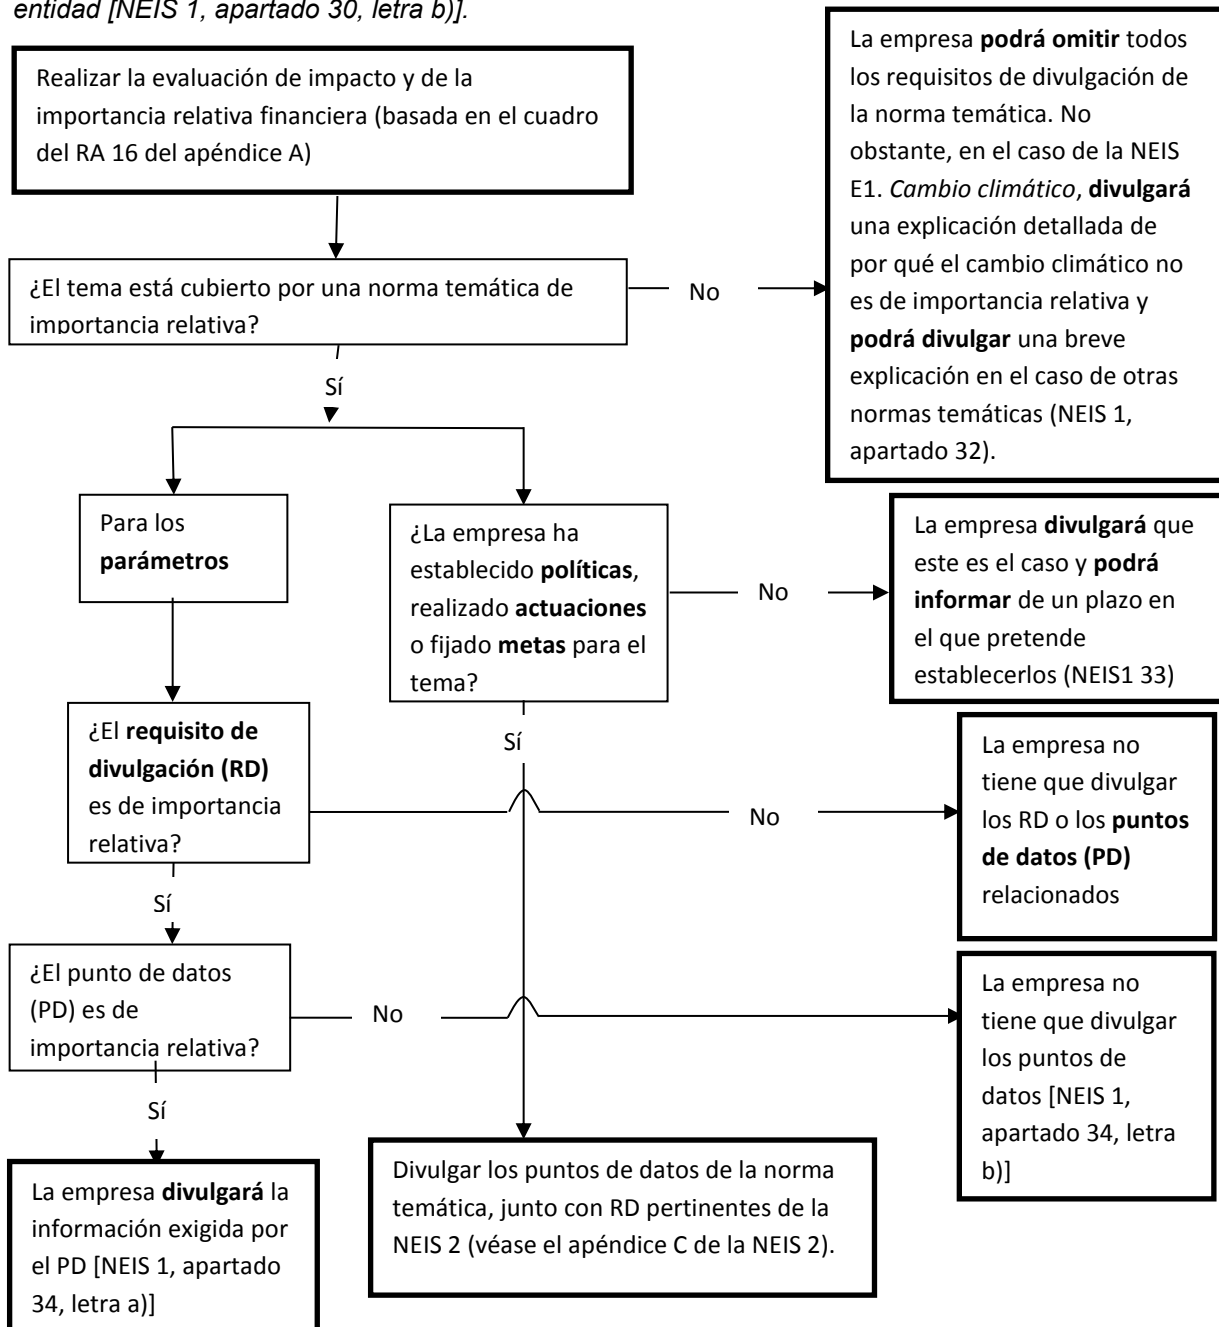 entidad [NEIS 1, apartado 30, letra b)].
Realizar la evaluación de impacto y de la
importancia relativa financiera (basada en el cuadro
del RA 16 del apéndice A)
La empresa podrá omitir todos
los requisitos de divulgación de
la norma temática. No
obstante, en el caso de la NEIS
E1. Cambio climático, divulgará
una explicación detallada de
por qué el cambio climático no
es de importancia relativa y
podrá divulgar una breve
explicación en el caso de otras
normas temáticas (NEIS 1,
apartado 32).
¿El tema está cubierto por una norma temática de
importancia relativa?
No
Sí
Para los
parámetros
¿La empresa ha
establecido políticas,
realizado actuaciones
o fijado metas para el
tema?
No
La empresa divulgará que
este es el caso y podrá
informar de un plazo en
el que pretende
establecerlos (NEIS1 33)
¿El requisito de
divulgación (RD)
es de importancia
relativa?
Sí
No
La empresa no
tiene que divulgar
los RD o los puntos
de datos (PD)
relacionados
Sí
¿El punto de datos
(PD) es de
importancia relativa?
No
La empresa no
tiene que divulgar
los puntos de
datos [NEIS 1,
apartado 34, letra
b)]
Sí
La empresa divulgará la
información exigida por
el PD [NEIS 1, apartado
34, letra a)]
Divulgar los puntos de datos de la norma
temática, junto con RD pertinentes de la
NEIS 2 (véase el apéndice C de la NEIS 2).